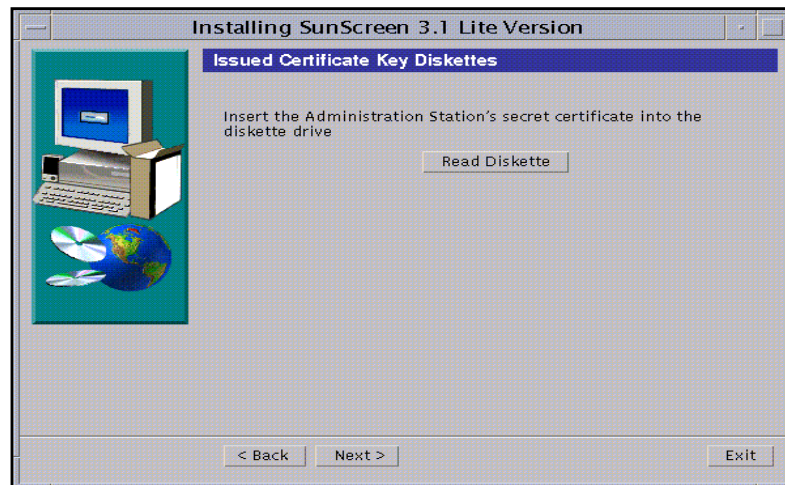 Installing SunScreen 3.1 Lite Version
Issued Certificate Key Diskettes
Insert the Administration Station's secret certificate into the
diskette drive
Read Diskette
< Back
Next >
Exit